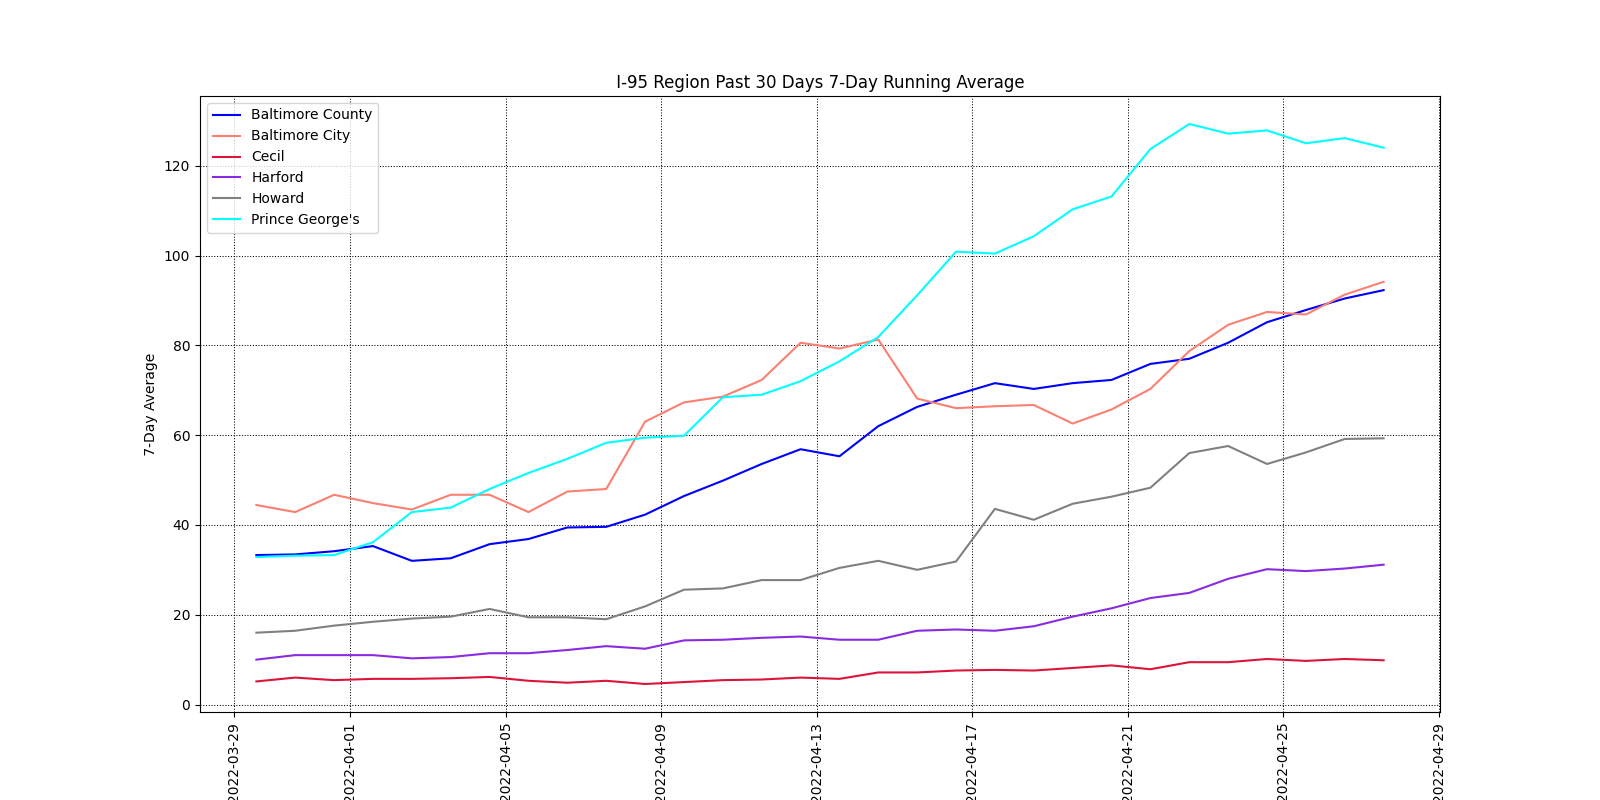 I-95 Region Past 30 Days 7-Day Running Average
Baltimore County
Baltimore City
Cecil
Harford
Howard
Prince George's
7-Day Average
120
100
80
60
40
20
0
2022-03-29
2022-04-01
2022-04-05
2022-04-09
2022-04-13
2022-04-17
2022-04-21
2022-04-25
2022-04-29